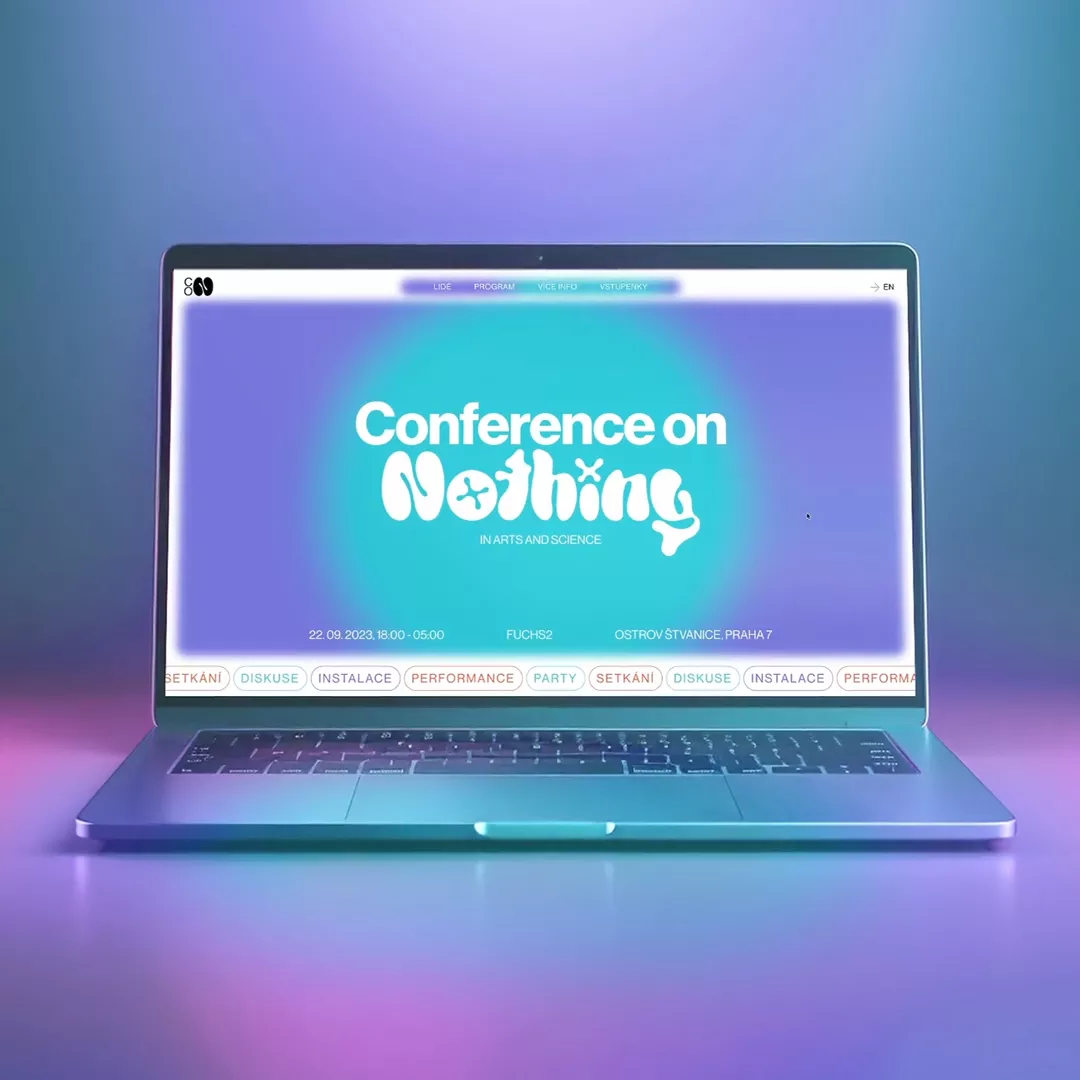 CO N
LIDÉ PROGRAM VÍCE INFO VSTUPENKY
→ EN
Conference on
Nothing
IN ARTS AND SCIENCE
22. 09. 2023, 18:00 - 05:00 FUCHS2 OSTROV ŠTVANICE, PRAHA 7
SETKÁNÍ DISKUSE INSTALACE PERFORMANCE PARTY SETKÁNÍ DISKUSE INSTALACE PERFORMA